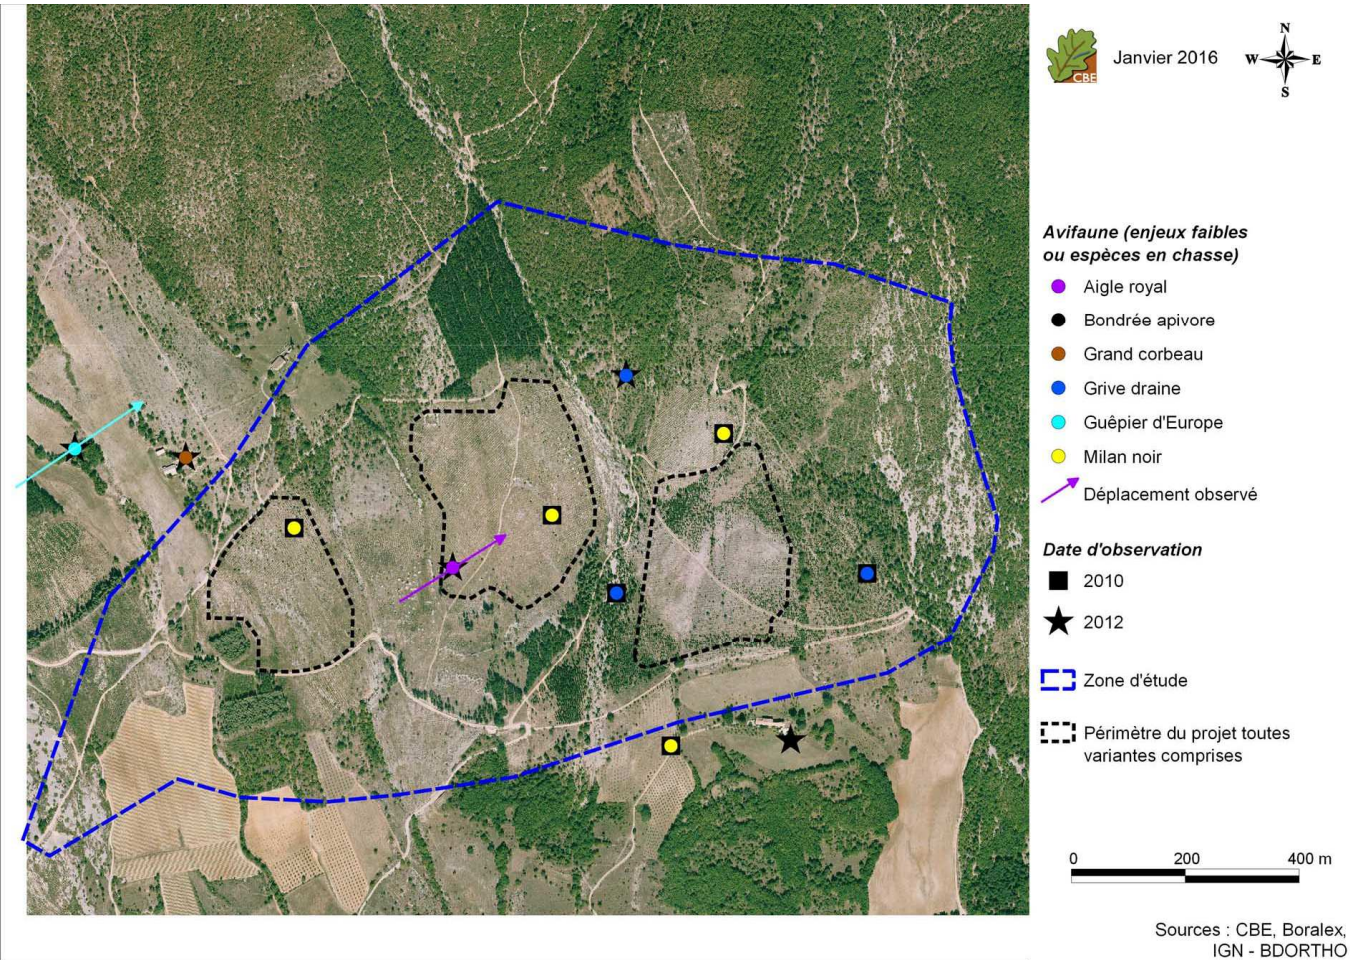 CBE
Janvier 2016
N
W E
S
Avifaune (enjeux faibles
ou espèces en chasse)
Aigle royal
Bondrée apivore
Grand corbeau
Grive draine
Guêpier d'Europe
Milan noir
Déplacement observé
Date d'observation
2010
2012
Zone d'étude
Périmètre du projet toutes
variantes comprises
0 200 400 m
Sources : CBE, Boralex,
IGN - BDORTHO